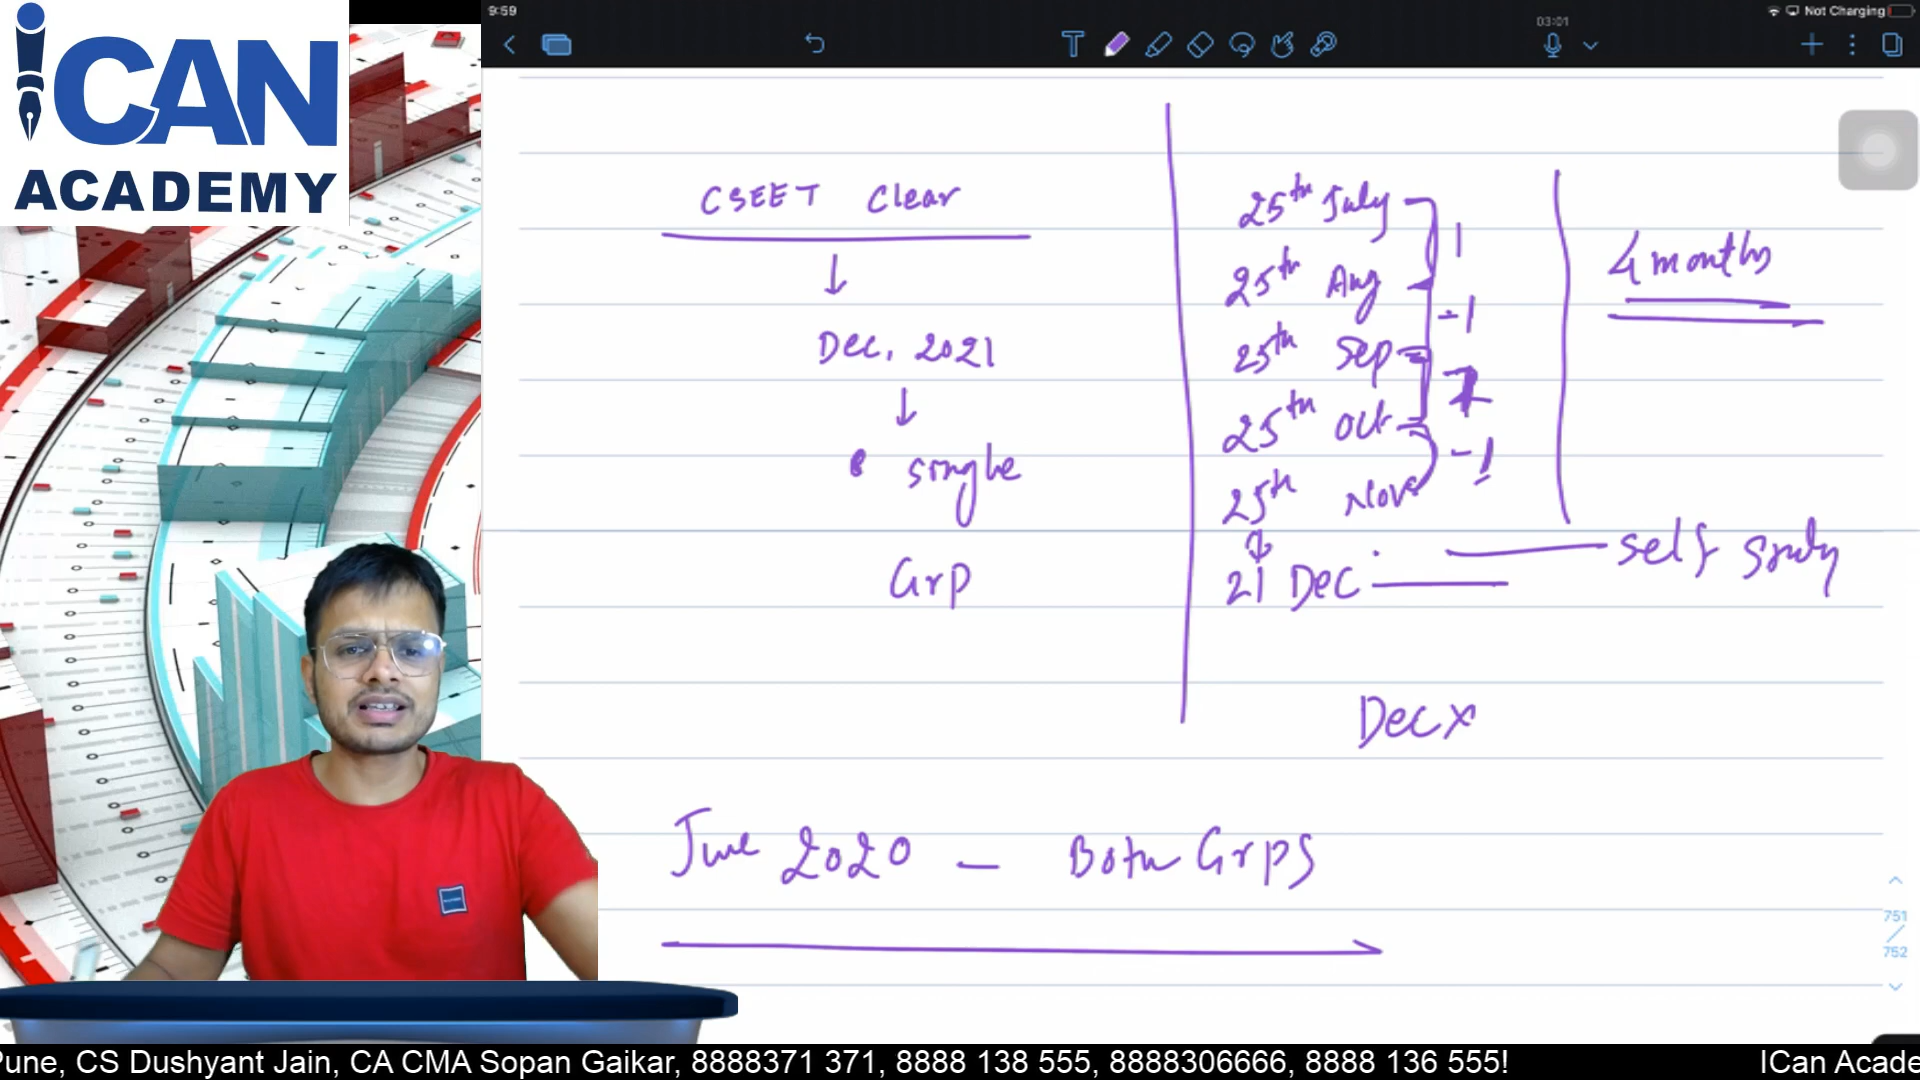 iCAN
ACADEMY
9:59
03:01
Not Charging
CSEET Clear
Dec, 2021
single
Grp
25th July
25th Aug
25th Sep
25th Oct
25th Nov
21 Dec
1
-1
1
-1
4 months
self study
Dec x
June 2020 - Both Grps
751
752
Pune, CS Dushyant Jain, CA CMA Sopan Gaikar, 8888371 371, 8888 138 555, 8888306666, 8888 136 555!
ICan Acade